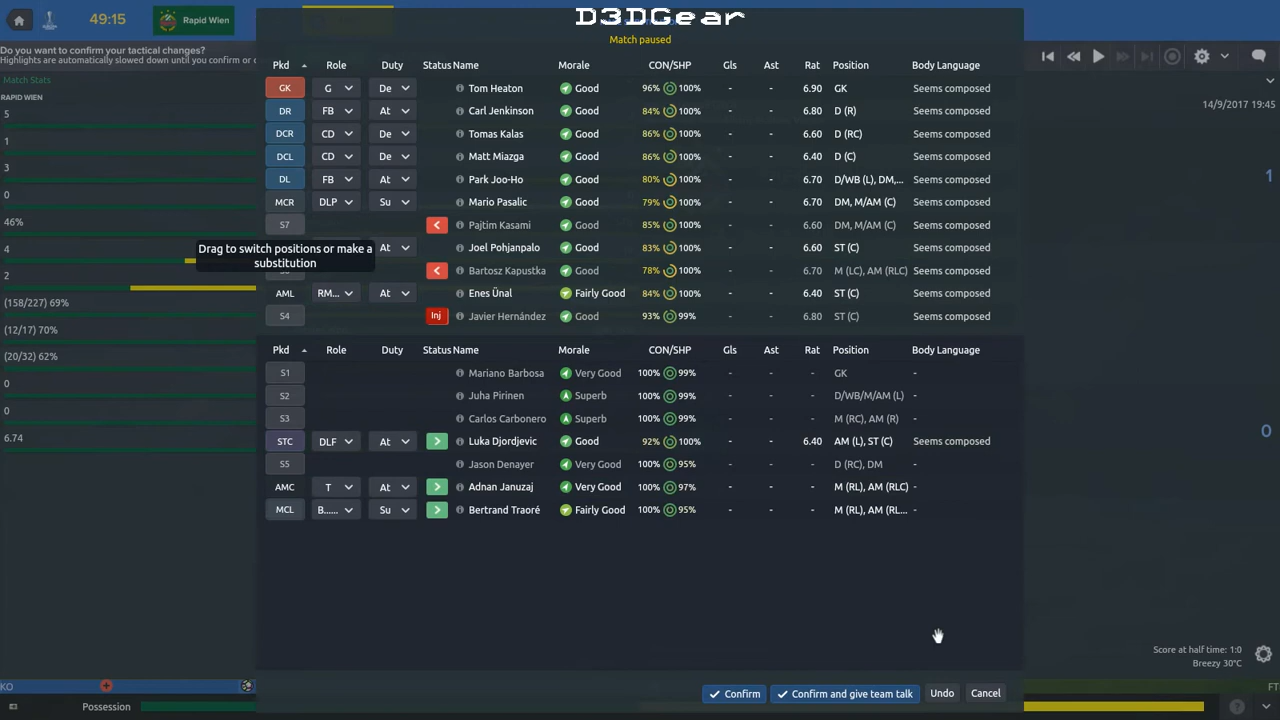 D3DGear
49:15
Rapid Wien
Do you want to confirm your tactical changes?
Highlights are automatically slowed down until you confirm or c
Match paused
Match Stats
RAPID WIEN
14/9/2017 19:45
Pkd Role Duty Status Name Morale CON/SHP Gls Ast Rat Position Body Language
GK G De Tom Heaton Good 96% 100% - - 6.90 GK Seems composed
DR FB At Carl Jenkinson Good 84% 100% - - 6.80 D (R) Seems composed
DCR CD De Tomas Kalas Good 86% 100% - - 6.60 D (RC) Seems composed
DCL CD De Matt Miazga Good 86% 100% - - 6.40 D (C) Seems composed
DL FB At Park Joo-Ho Good 80% 100% - - 6.70 D/WB (L), DM,... Seems composed
MCR DLP Su Mario Pasalic Good 79% 100% - - 6.70 DM, M/AM (C) Seems composed
S7 Pajtim Kasami Good 85% 100% - - 6.60 DM, M/AM (C) Seems composed
At Joel Pohjanpalo Good 83% 100% - - 6.60 ST (C) Seems composed
Bartosz Kapustka Good 78% 100% - - 6.70 M (LC), AM (RLC) Seems composed
AML RM... At Enes Ünal Fairly Good 84% 100% - - 6.40 ST (C) Seems composed
S4 Inj Javier Hernández Good 93% 99% - - 6.80 ST (C) Seems composed
Drag to switch positions or make a
substitution
5
1
3
0
46%
4
2
(158/227) 69%
(12/17) 70%
(20/32) 62%
0
0
6.74
1
0
Pkd Role Duty Status Name Morale CON/SHP Gls Ast Rat Position Body Language
S1 Mariano Barbosa Very Good 100% 99% - - - GK -
S2 Juha Pirinen Superb 100% 99% - - - D/WB/M/AM (L) -
S3 Carlos Carbonero Superb 100% 99% - - - M (RC), AM (R) -
STC DLF At Luka Djordjevic Good 92% 100% - - 6.40 AM (L), ST (C) Seems composed
S5 Jason Denayer Very Good 100% 95% - - - D (RC), DM -
AMC T At Adnan Januzaj Very Good 100% 97% - - - M (RL), AM (RLC) -
MCL B...... Su Bertrand Traoré Fairly Good 100% 95% - - - M (RL), AM (RL... -
Score at half time: 1:0
Breezy 30°C
KO FT
Confirm Confirm and give team talk Undo Cancel
Possession